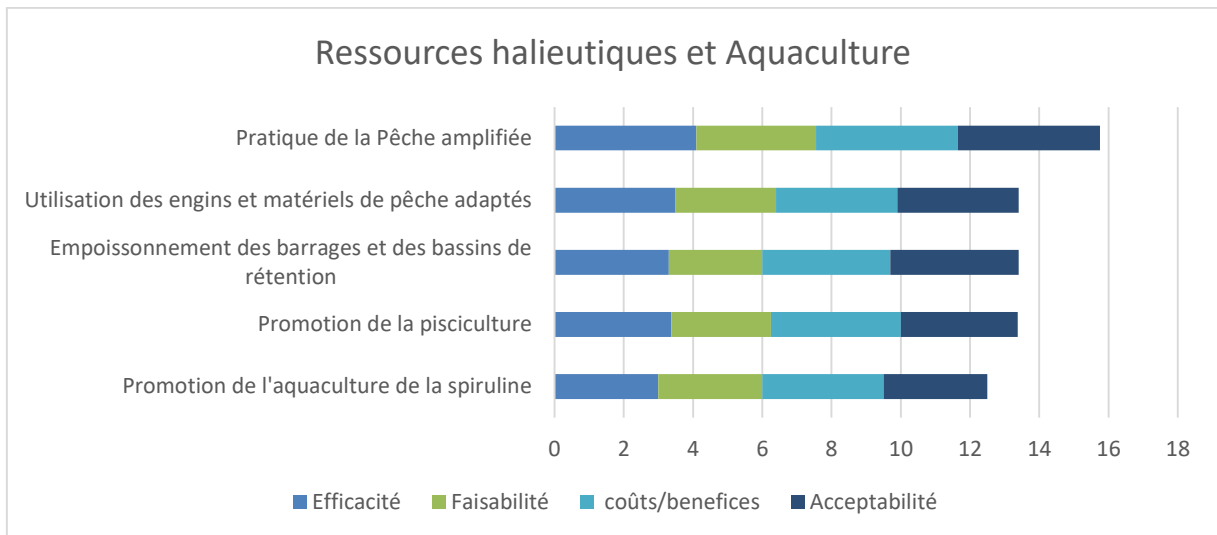 Ressources halieutiques et Aquaculture
Pratique de la Pêche amplifiée
Utilisation des engins et matériels de pêche adaptés
Empoissonnement des barrages et des bassins de
rétention
Promotion de la pisciculture
Promotion de l'aquaculture de la spiruline
0 2 4 6 8 10 12 14 16 18
Efficacité Faisabilité coûts/benefices Acceptabilité